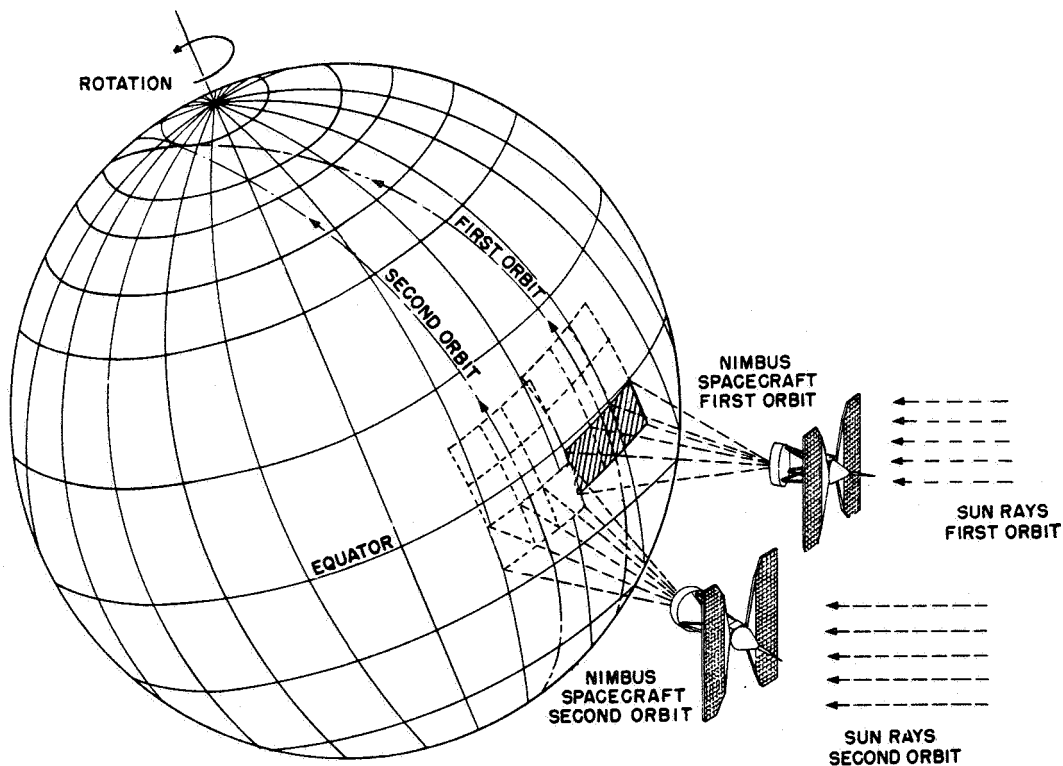 ROTATION
FIRST ORBIT
SECOND ORBIT
EQUATOR
NIMBUS
SPACECRAFT
FIRST ORBIT
SUN RAYS
FIRST ORBIT
NIMBUS
SPACECRAFT
SECOND ORBIT
SUN RAYS
SECOND ORBIT